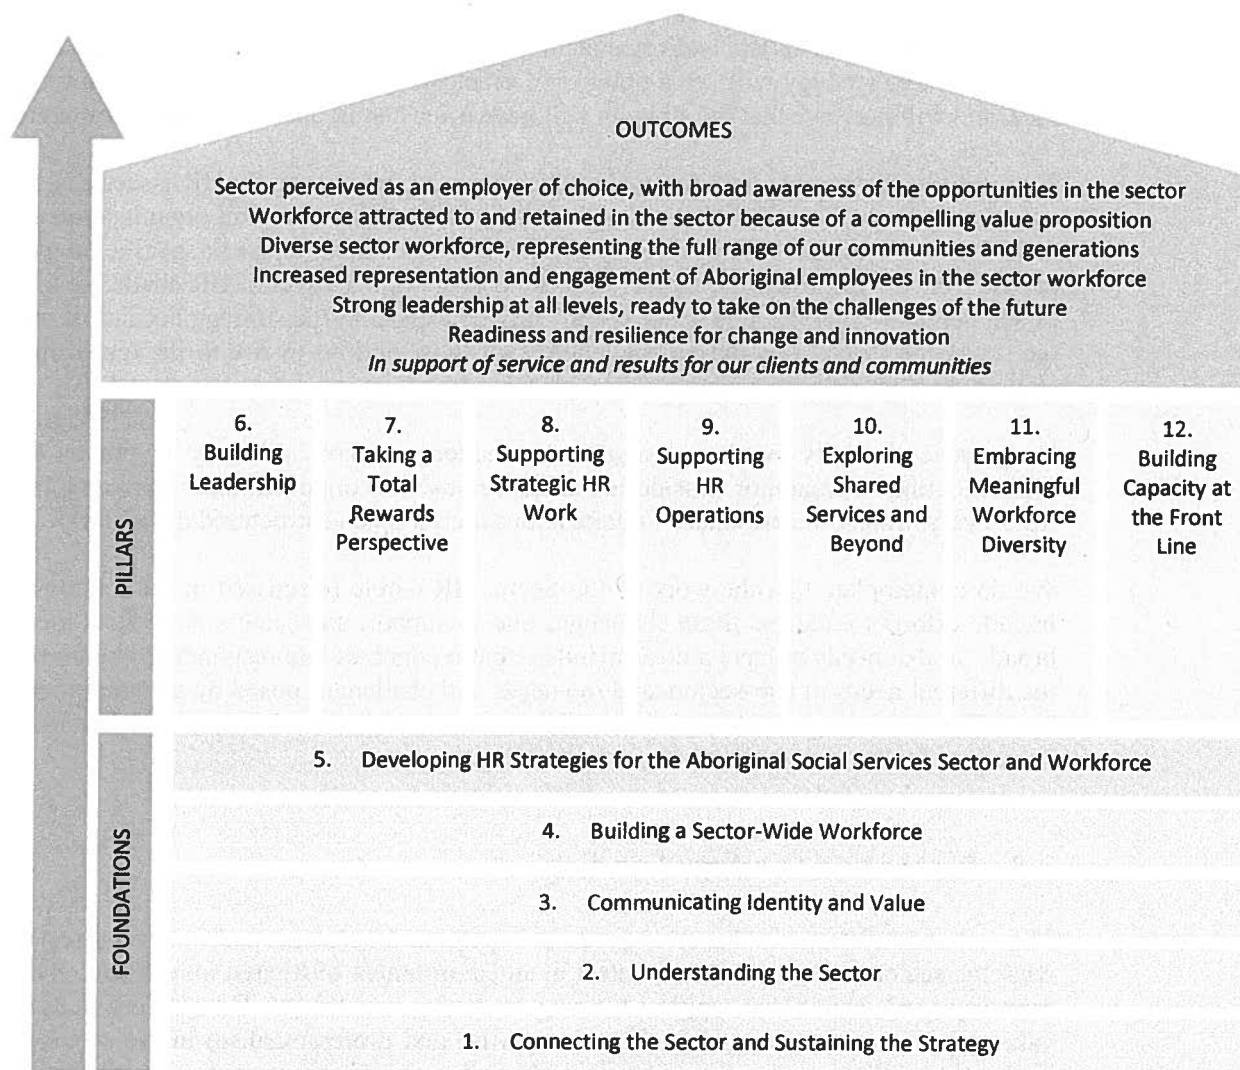 OUTCOMES
Sector perceived as an employer of choice, with broad awareness of the opportunities in the sector
Workforce attracted to and retained in the sector because of a compelling value proposition
Diverse sector workforce, representing the full range of our communities and generations
Increased representation and engagement of Aboriginal employees in the sector workforce
Strong leadership at all levels, ready to take on the challenges of the future
Readiness and resilience for change and innovation
In support of service and results for our clients and communities
PILLARS
6.
Building
Leadership
7.
Taking a
Total
Rewards
Perspective
8.
Supporting
Strategic HR
Work
9.
Supporting
HR
Operations
10.
Exploring
Shared
Services and
Beyond
11.
Embracing
Meaningful
Workforce
Diversity
12.
Building
Capacity at
the Front
Line
FOUNDATIONS
5. Developing HR Strategies for the Aboriginal Social Services Sector and Workforce
4. Building a Sector-Wide Workforce
3. Communicating Identity and Value
2. Understanding the Sector
1. Connecting the Sector and Sustaining the Strategy